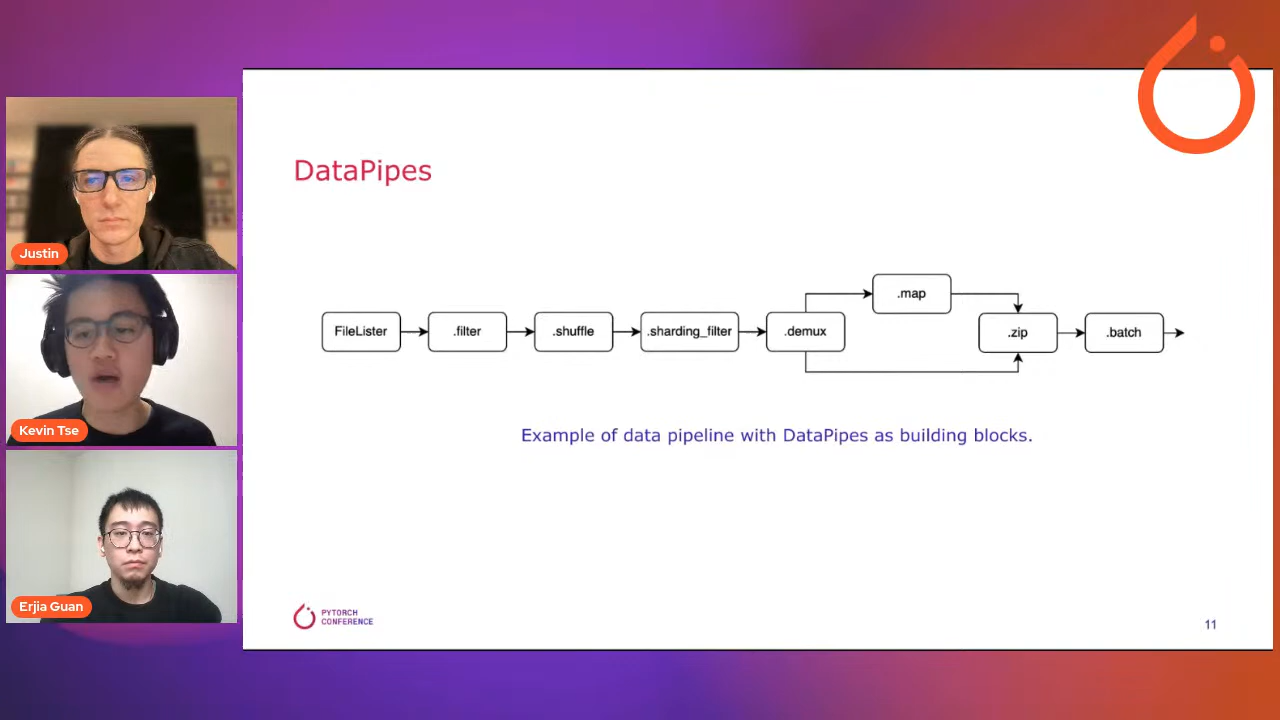 Justin
Kevin Tse
Erjia Guan
DataPipes
FileLister
.filter
.shuffle
.sharding_filter
.demux
.map
.zip
.batch
Example of data pipeline with DataPipes as building blocks.
PYTORCH
CONFERENCE
11